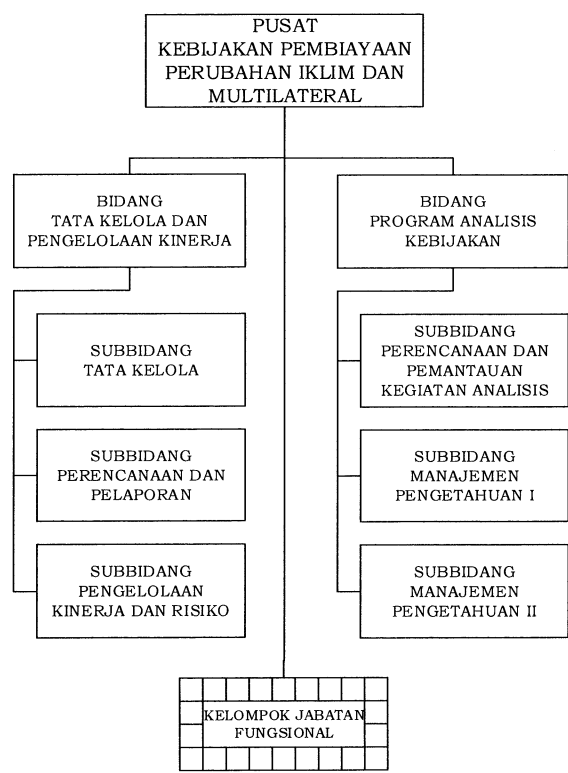 PUSAT
KEBIJAKAN PEMBIAYAAN
PERUBAHAN IKLIM DAN
MULTILATERAL
BIDANG
TATA KELOLA DAN
PENGELOLAAN KINERJA
BIDANG
PROGRAM ANALISIS
KEBIJAKAN
SUBBIDANG
TATA KELOLA
SUBBIDANG
PERENCANAAN DAN
PEMANTAUAN
KEGIATAN ANALISIS
SUBBIDANG
PERENCANAAN DAN
PELAPORAN
SUBBIDANG
MANAJEMEN
PENGETAHUAN I
SUBBIDANG
PENGELOLAAN
KINERJA DAN RISIKO
SUBBIDANG
MANAJEMEN
PENGETAHUAN II
KELOMPOK JABATAN
FUNGSIONAL